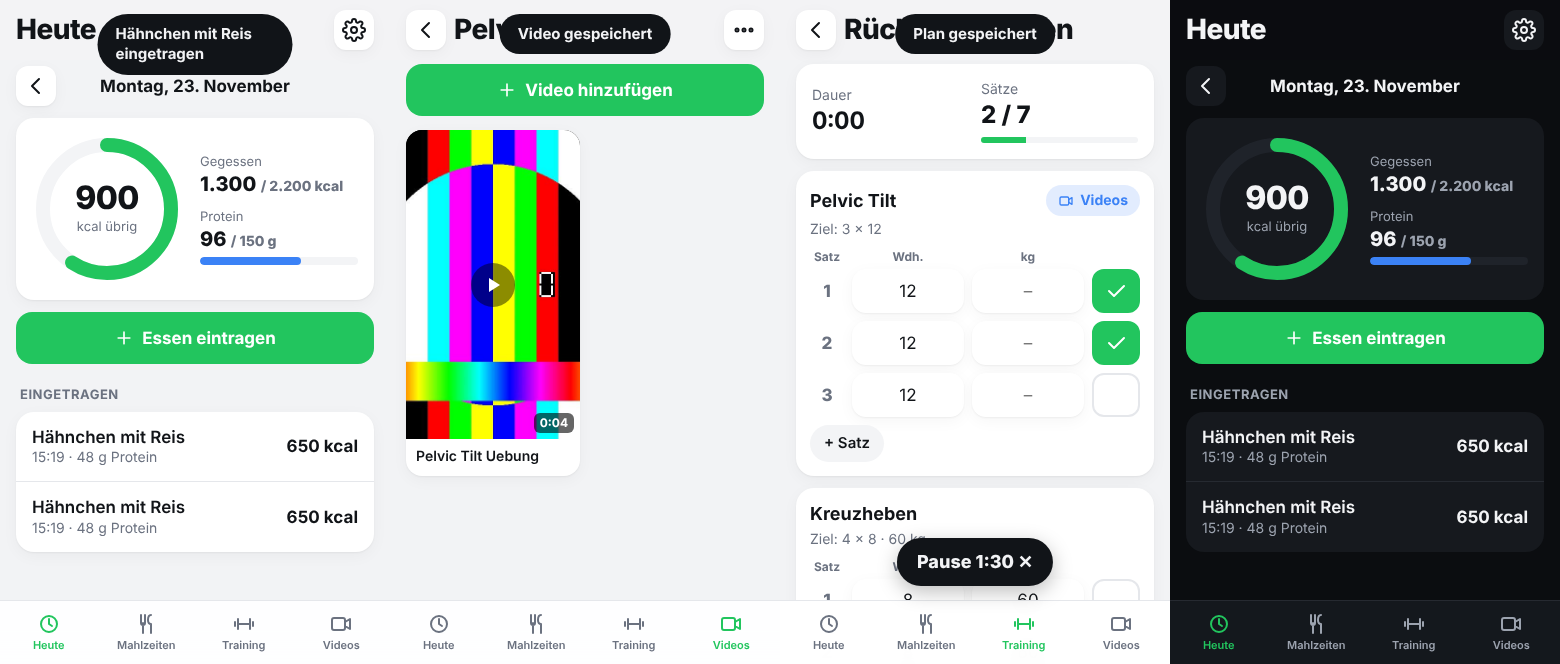 Heute
Hähnchen mit Reis
eingetragen
Montag, 23. November
900
kcal übrig
Gegessen
1.300 / 2.200 kcal
Protein
96 / 150 g
+ Essen eintragen
EINGETRAGEN
Hähnchen mit Reis
15:19 · 48 g Protein
650 kcal
Hähnchen mit Reis
15:19 · 48 g Protein
650 kcal
Heute
Mahlzeiten
Training
Videos
Video gespeichert
+ Video hinzufügen
0:04
Pelvic Tilt Uebung
Heute
Mahlzeiten
Training
Videos
Plan gespeichert
Dauer
0:00
Sätze
2 / 7
Pelvic Tilt
Videos
Ziel: 3 × 12
Satz Wdh. kg
1 12 –
2 12 –
3 12 –
+ Satz
Kreuzheben
Ziel: 4 × 8 · 60 kg
Satz
Pause 1:30 ×
1 8 60
Heute
Mahlzeiten
Training
Videos
Heute
Montag, 23. November
900
kcal übrig
Gegessen
1.300 / 2.200 kcal
Protein
96 / 150 g
+ Essen eintragen
EINGETRAGEN
Hähnchen mit Reis
15:19 · 48 g Protein
650 kcal
Hähnchen mit Reis
15:19 · 48 g Protein
650 kcal
Heute
Mahlzeiten
Training
Videos